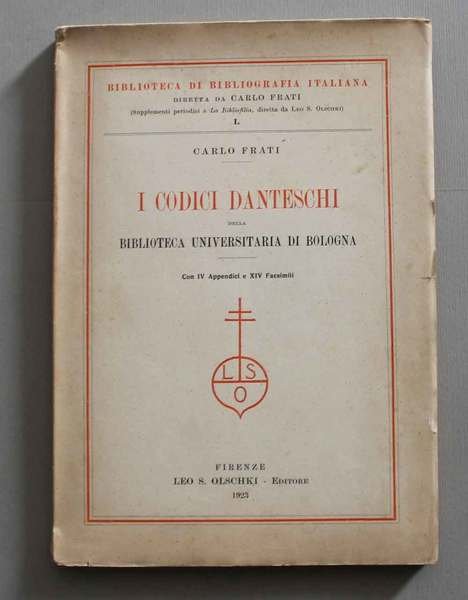 BIBLIOTECA DI BIBLIOGRAFIA ITALIANA
DIRETTA DA CARLO FRATI
(Supplementi periodici a La Bibliofilia, diretta da LEO S. OLSCHKI)
I.
CARLO FRATI
I CODICI DANTESCHI
DELLA
BIBLIOTECA UNIVERSITARIA DI BOLOGNA
Con IV Appendici e XIV Facsimili
L S
O
FIRENZE
LEO S. OLSCHKI - EDITORE
1923